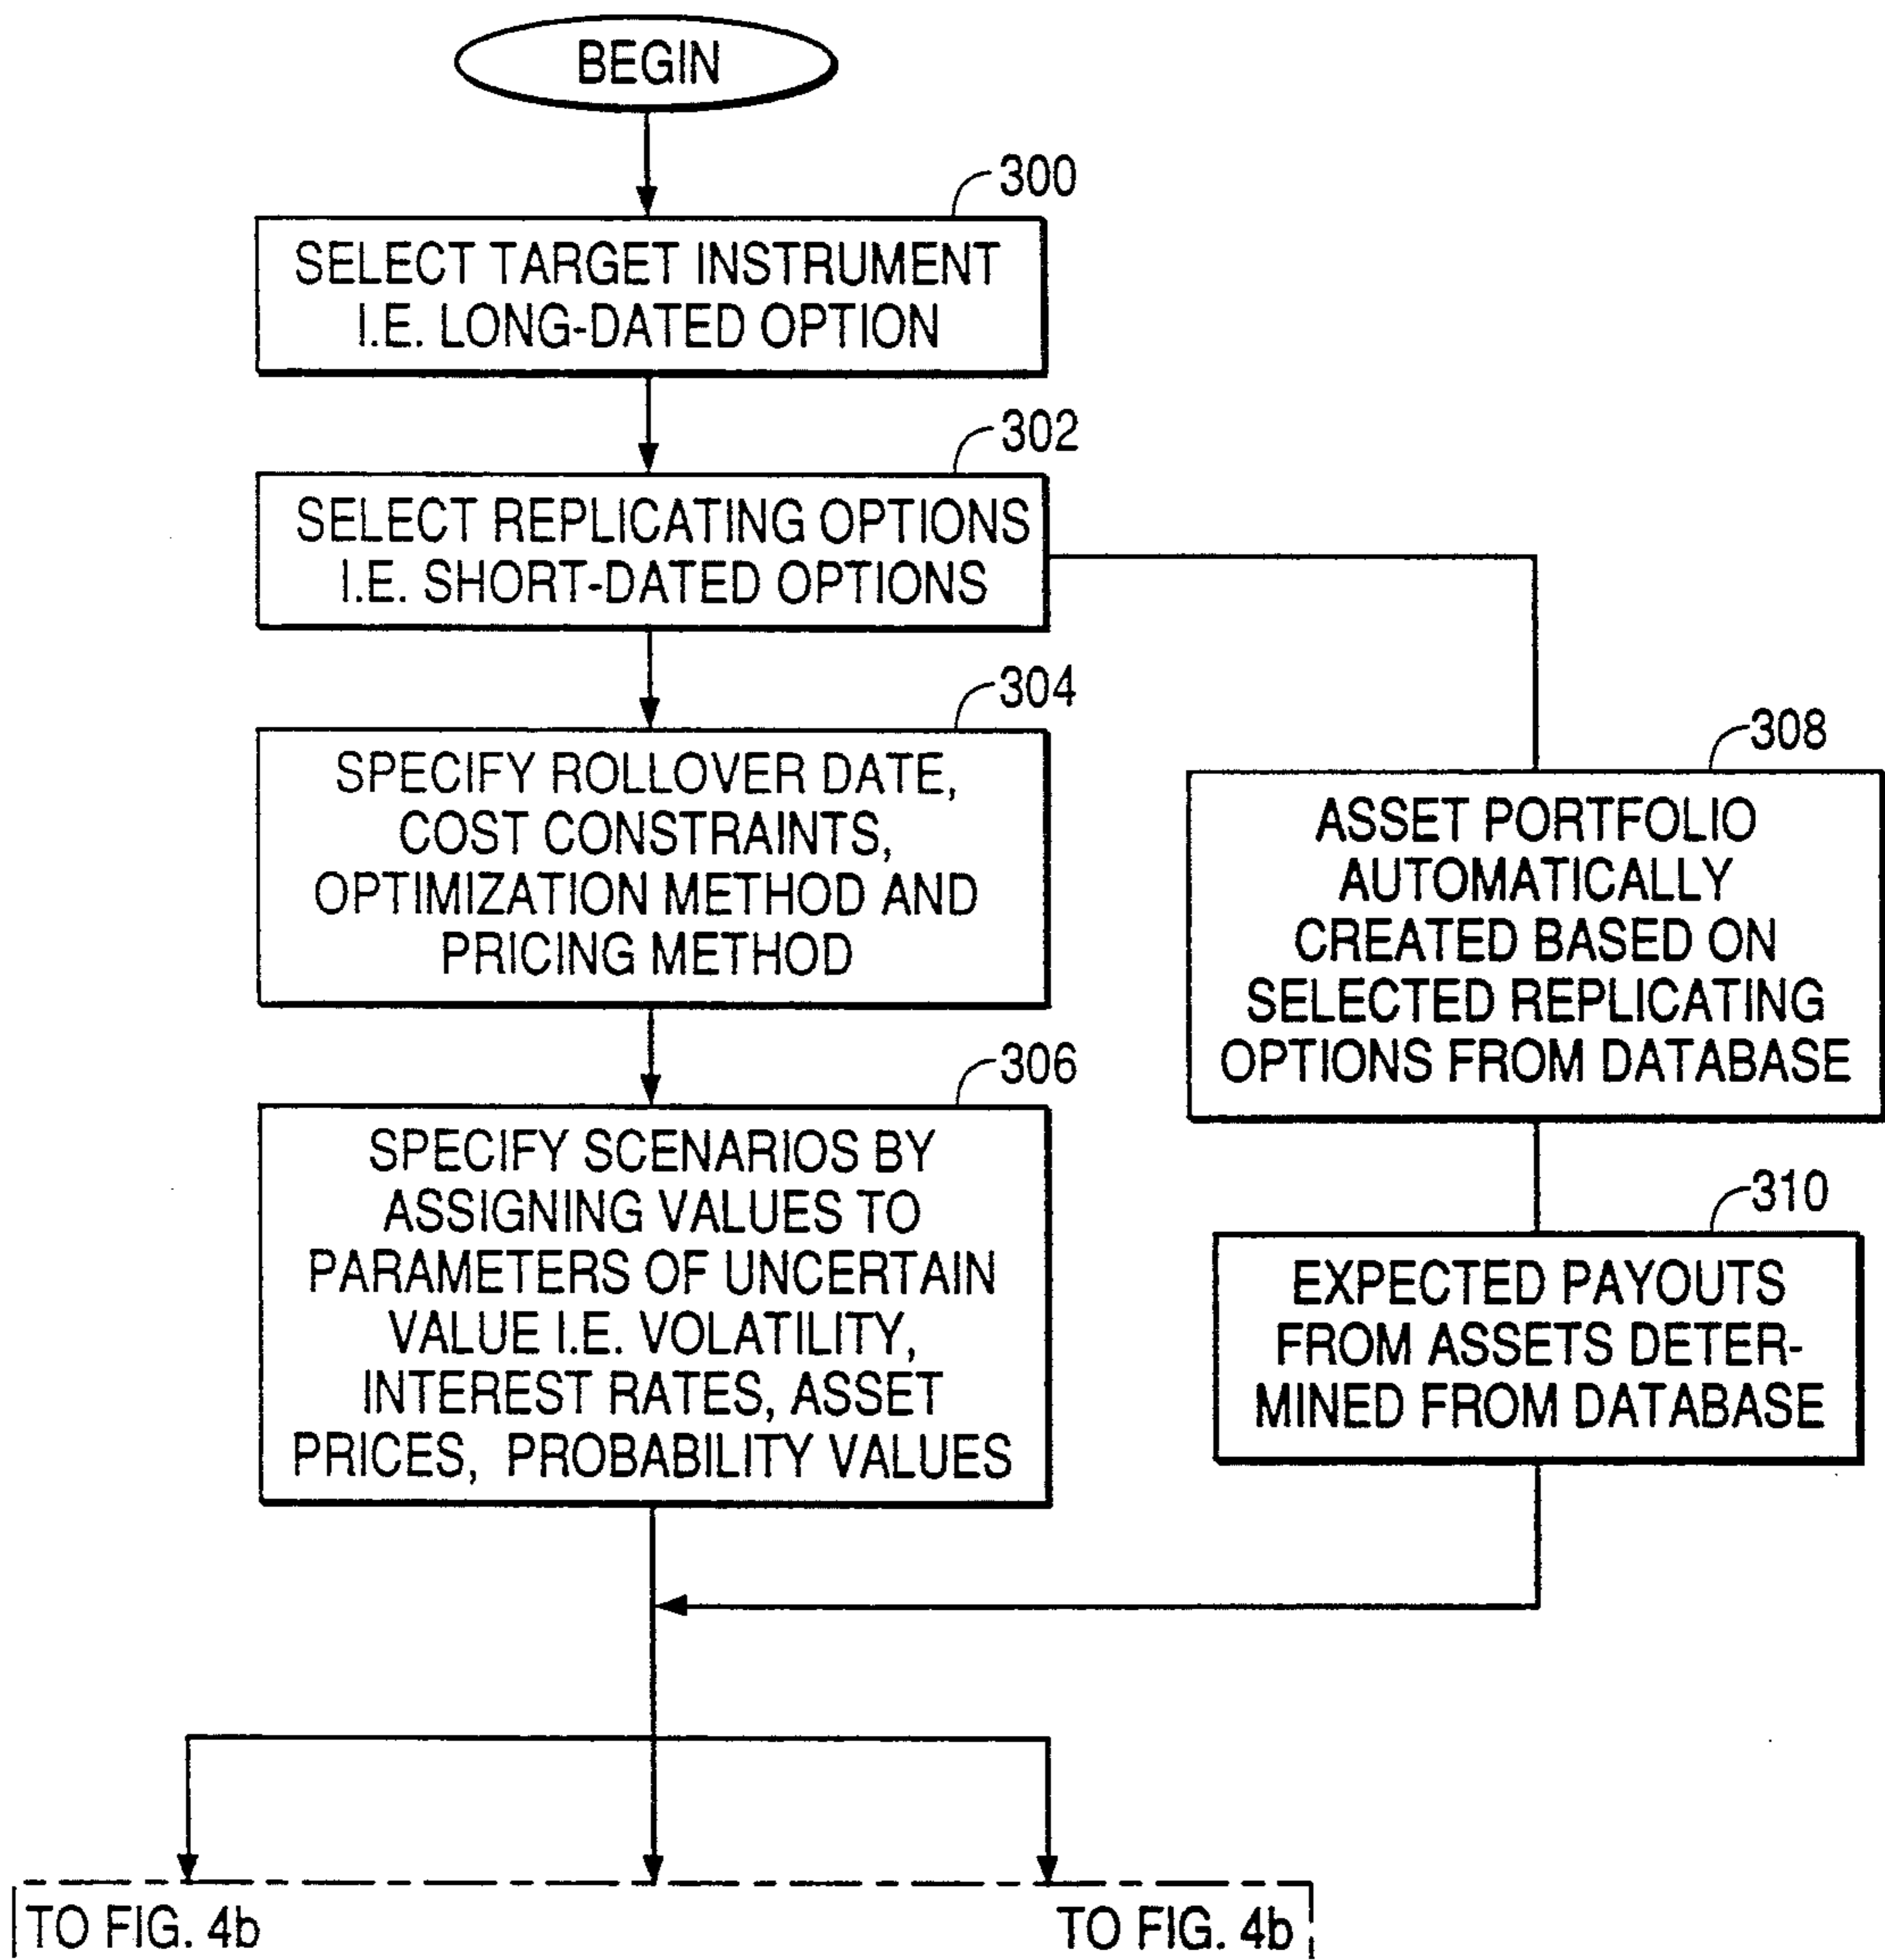 BEGIN
300
SELECT TARGET INSTRUMENT
I.E. LONG-DATED OPTION
302
SELECT REPLICATING OPTIONS
I.E. SHORT-DATED OPTIONS
304
SPECIFY ROLLOVER DATE,
COST CONSTRAINTS,
OPTIMIZATION METHOD AND
PRICING METHOD
306
SPECIFY SCENARIOS BY
ASSIGNING VALUES TO
PARAMETERS OF UNCERTAIN
VALUE I.E. VOLATILITY,
INTEREST RATES, ASSET
PRICES, PROBABILITY VALUES
308
ASSET PORTFOLIO
AUTOMATICALLY
CREATED BASED ON
SELECTED REPLICATING
OPTIONS FROM DATABASE
310
EXPECTED PAYOUTS
FROM ASSETS DETER-
MINED FROM DATABASE
TO FIG. 4b
TO FIG. 4b